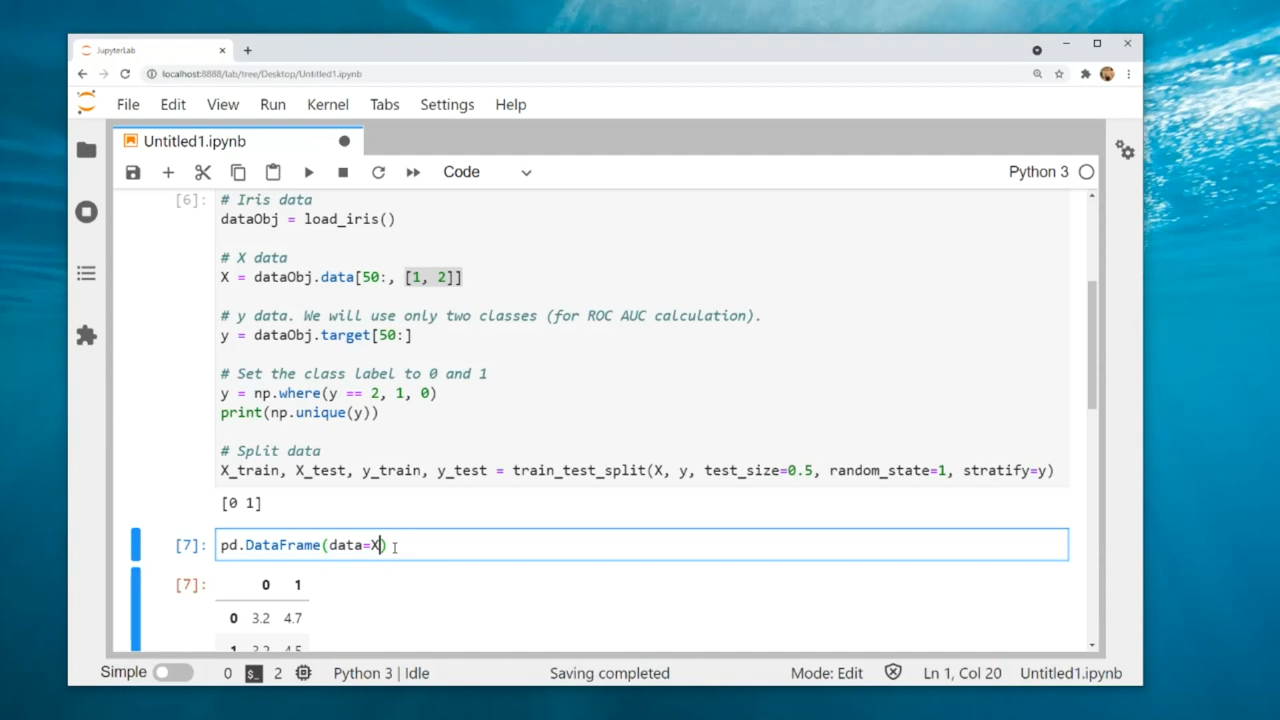 JupyterLab
localhost:8888/lab/tree/Desktop/Untitled1.ipynb
File Edit View Run Kernel Tabs Settings Help
Untitled1.ipynb
Code
Python 3
[6]:
# Iris data
dataObj = load_iris()
# X data
X = dataObj.data[50:, [1, 2]]
# y data. We will use only two classes (for ROC AUC calculation).
y = dataObj.target[50:]
# Set the class label to 0 and 1
y = np.where(y == 2, 1, 0)
print(np.unique(y))
# Split data
X_train, X_test, y_train, y_test = train_test_split(X, y, test_size=0.5, random_state=1, stratify=y)
[0 1]
[7]: pd.DataFrame(data=X)
[7]: 0 1
0 3.2 4.7
1 3.2 4.5
Simple 0 $_ 2 Python 3 | Idle Saving completed Mode: Edit Ln 1, Col 20 Untitled1.ipynb